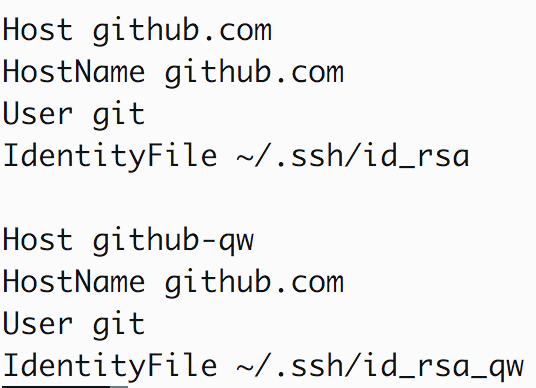 Host github.com
HostName github.com
User git
IdentityFile ~/.ssh/id_rsa

Host github-qw
HostName github.com
User git
IdentityFile ~/.ssh/id_rsa_qw